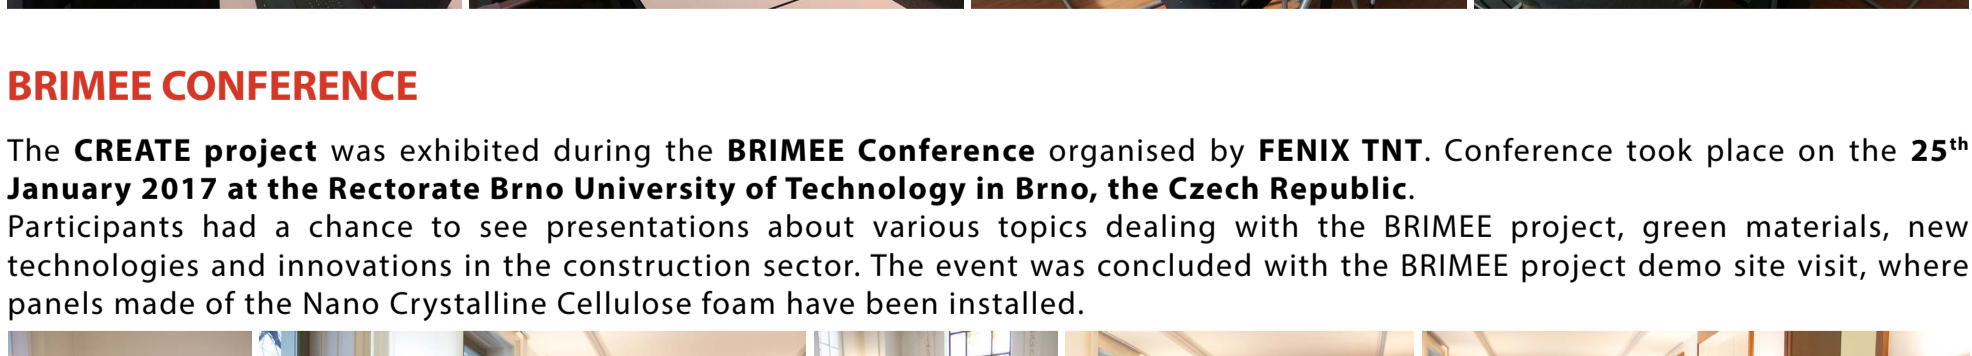 BRIMEE CONFERENCE
The CREATE project was exhibited during the BRIMEE Conference organised by FENIX TNT. Conference took place on the 25th
January 2017 at the Rectorate Brno University of Technology in Brno, the Czech Republic.
Participants had a chance to see presentations about various topics dealing with the BRIMEE project, green materials, new
technologies and innovations in the construction sector. The event was concluded with the BRIMEE project demo site visit, where
panels made of the Nano Crystalline Cellulose foam have been installed.